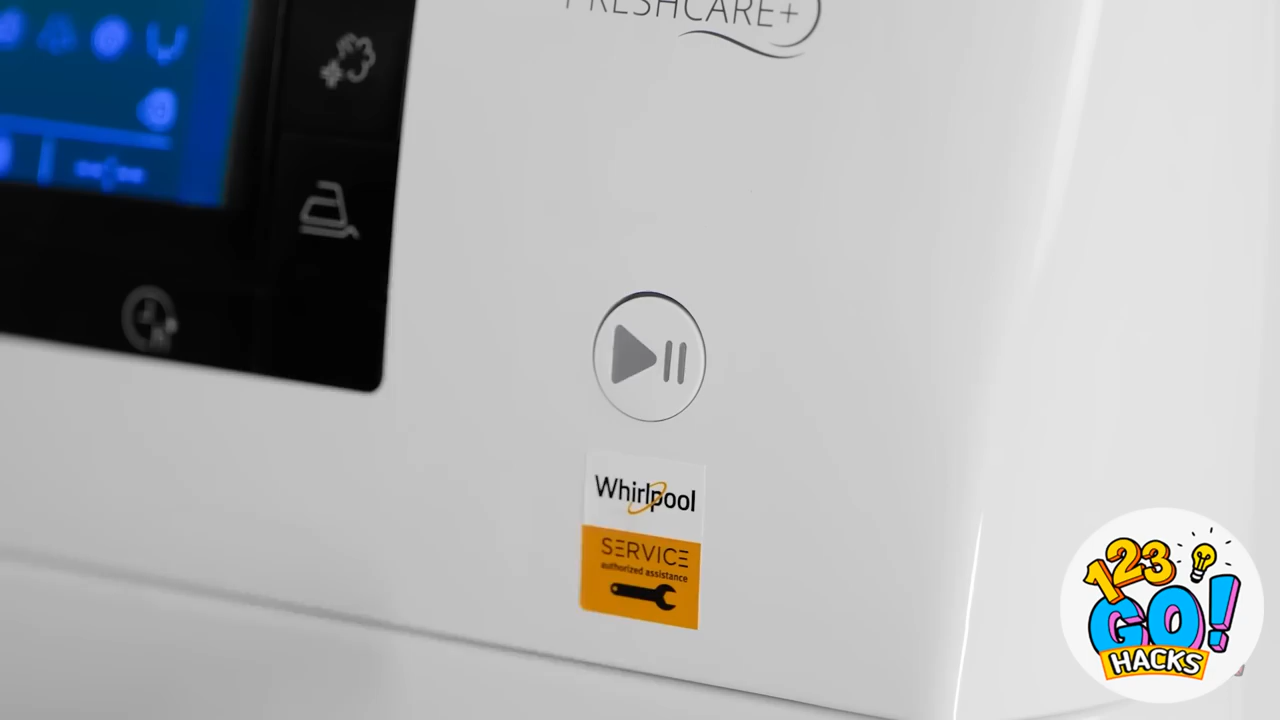 FRESHCARE+
Whirlpool
SERVICE
authorized assistance
123
GO!
HACKS